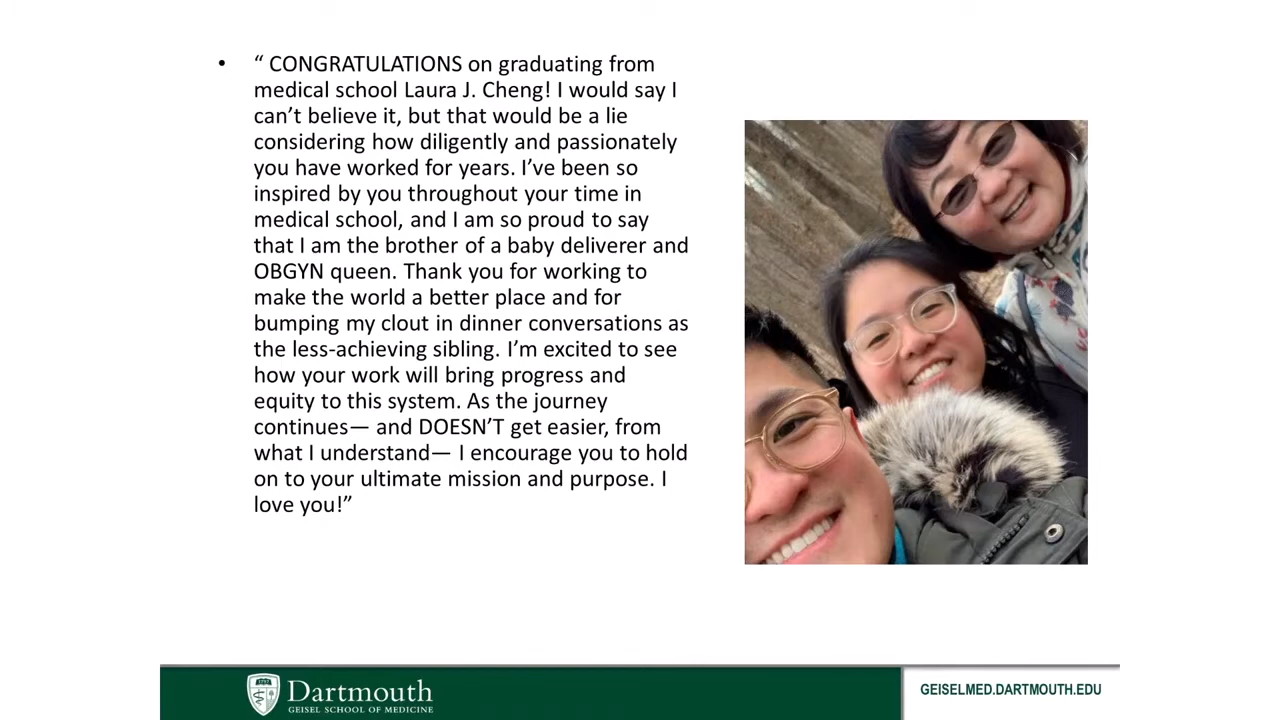 • “ CONGRATULATIONS on graduating from
medical school Laura J. Cheng! I would say I
can’t believe it, but that would be a lie
considering how diligently and passionately
you have worked for years. I’ve been so
inspired by you throughout your time in
medical school, and I am so proud to say
that I am the brother of a baby deliverer and
OBGYN queen. Thank you for working to
make the world a better place and for
bumping my clout in dinner conversations as
the less-achieving sibling. I’m excited to see
how your work will bring progress and
equity to this system. As the journey
continues— and DOESN’T get easier, from
what I understand— I encourage you to hold
on to your ultimate mission and purpose. I
love you!”
Dartmouth
GEISEL SCHOOL OF MEDICINE
GEISELMED.DARTMOUTH.EDU